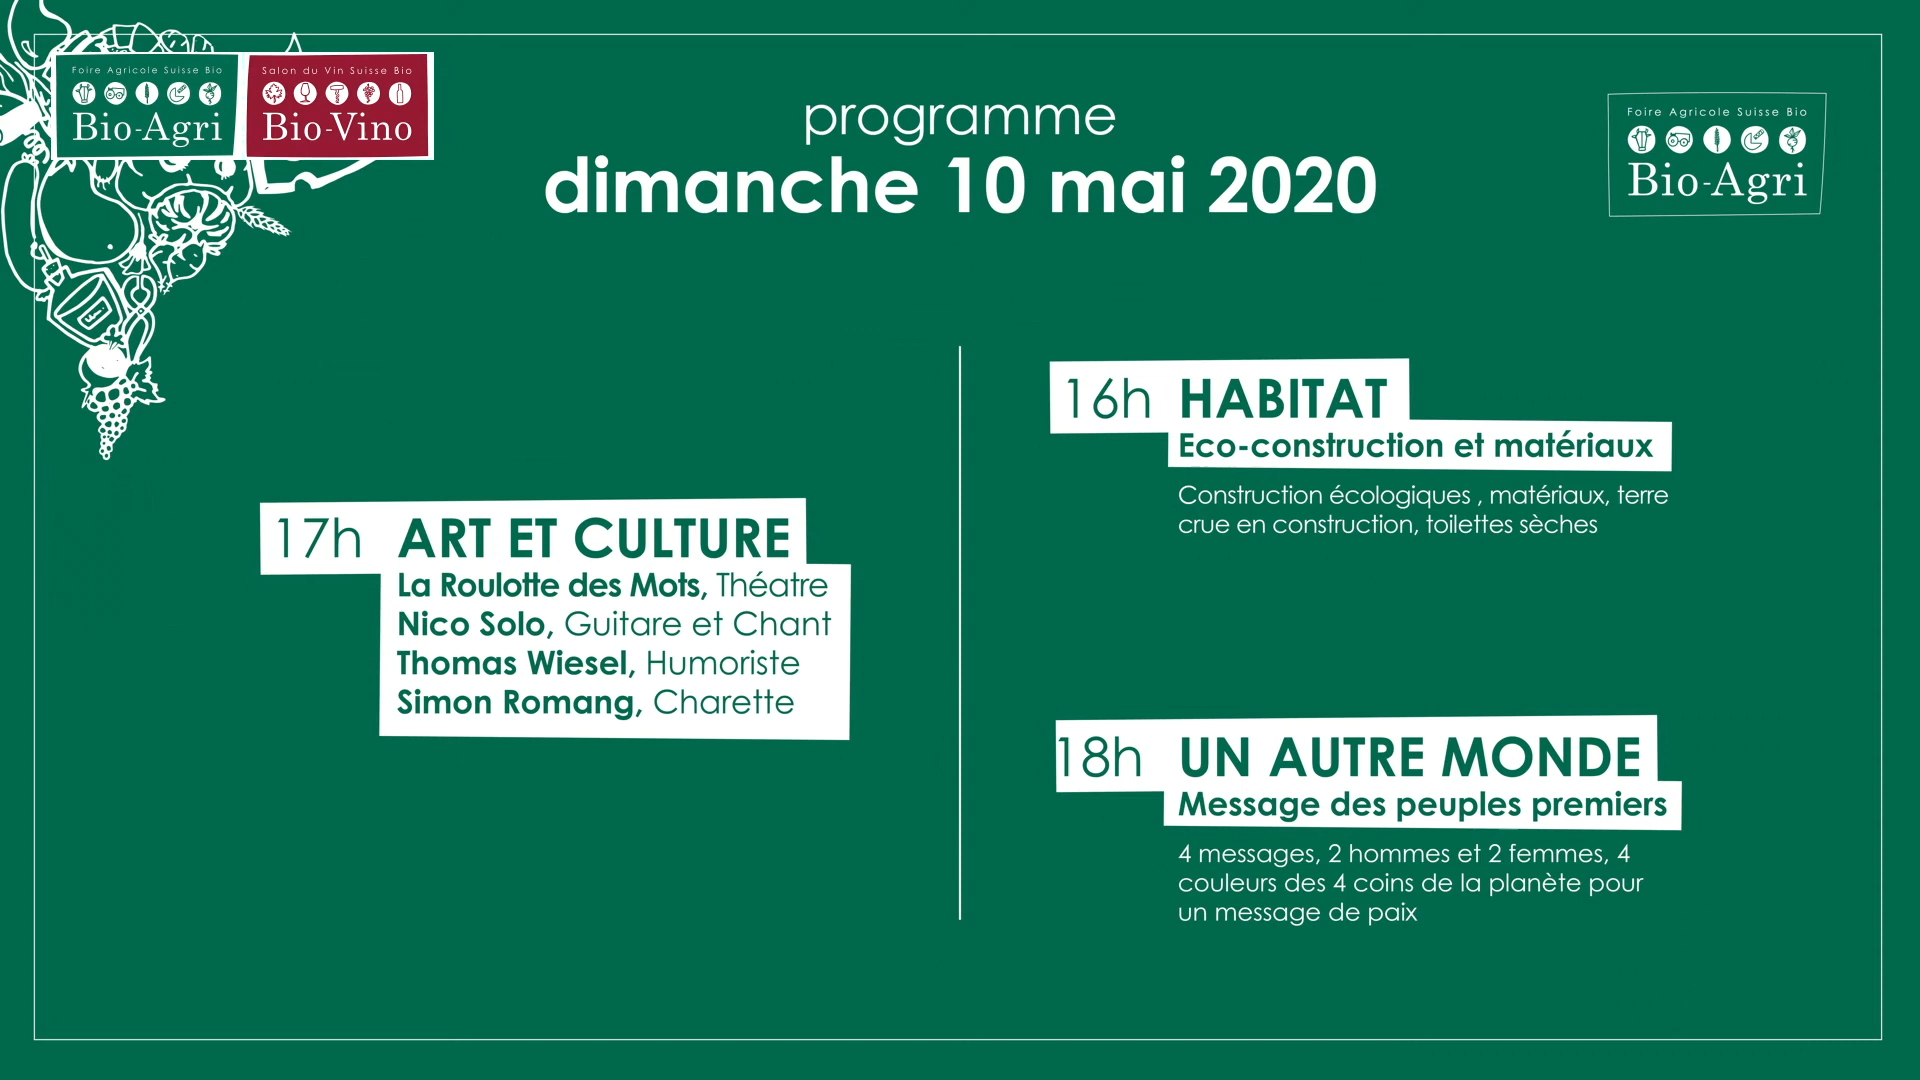 Foire Agricole Suisse Bio
Bio-Agri
Salon du Vin Suisse Bio
Bio-Vino
programme
dimanche 10 mai 2020
Foire Agricole Suisse Bio
Bio-Agri
17h ART ET CULTURE
La Roulotte des Mots, Théatre
Nico Solo, Guitare et Chant
Thomas Wiesel, Humoriste
Simon Romang, Charette
16h HABITAT
Eco-construction et matériaux
Construction écologiques , matériaux, terre
crue en construction, toilettes sèches
18h UN AUTRE MONDE
Message des peuples premiers
4 messages, 2 hommes et 2 femmes, 4
couleurs des 4 coins de la planète pour
un message de paix